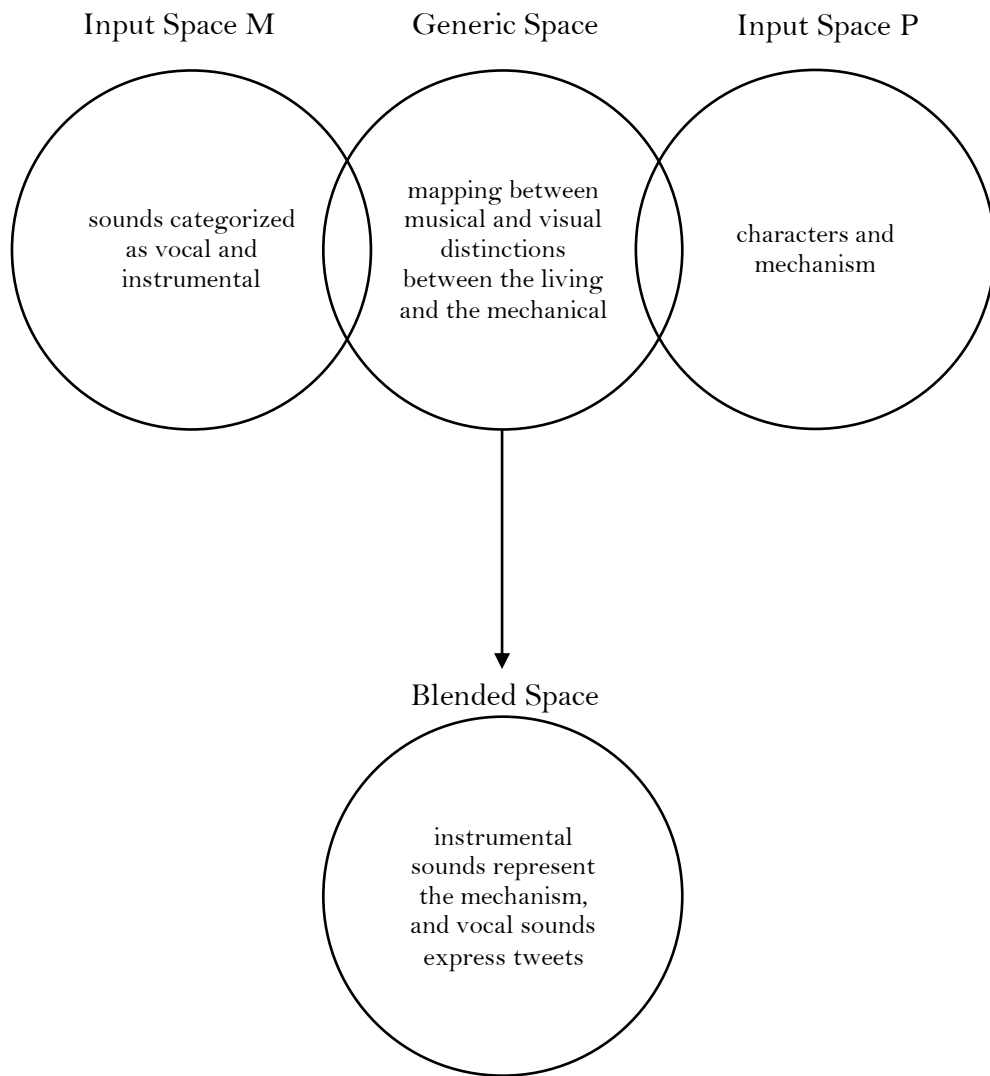 Input Space M
Generic Space
Input Space P
sounds categorized
as vocal and
instrumental
mapping between
musical and visual
distinctions
between the living
and the mechanical
characters and
mechanism
Blended Space
instrumental
sounds represent
the mechanism,
and vocal sounds
express tweets